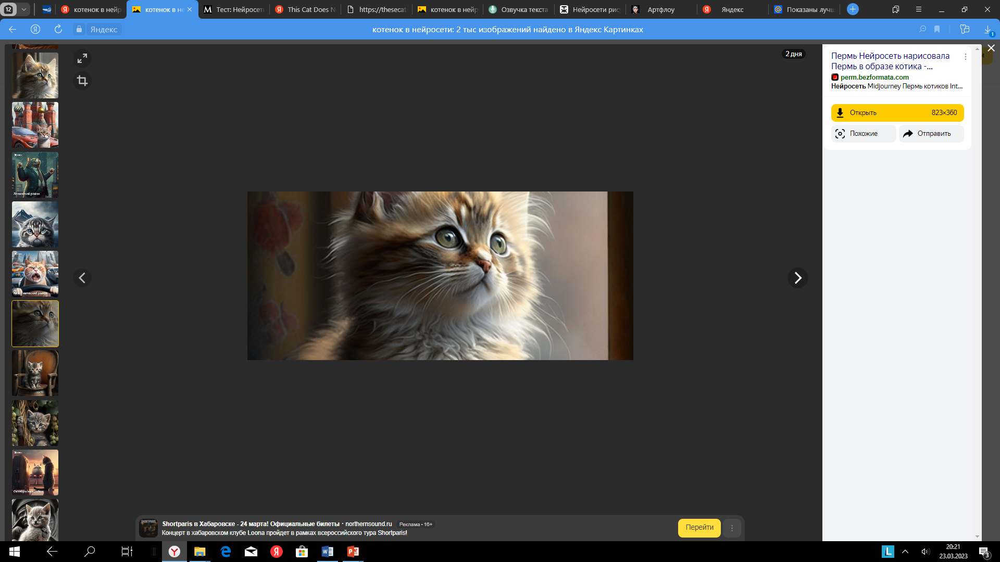 12
котенок в нейр
котенок в не
Тест: Нейросет
This Cat Does N
https://thesecat
котенок в нейр
Озвучка текста
Нейросети рис
Артфлоу
Яндекс
Показаны лучш
Яндекс
котенок в нейросети: 2 тыс изображений найдено в Яндекс Картинках
1
2 дня
Пермь Нейросеть нарисовала
Пермь в образе котика -...
perm.bezformata.com
Нейросеть Midjourney Пермь котиков Int...
Открыть 823×360
Похожие
Отправить
Ленинский район
Академический район
Октябрьский район
SHORTPARIS
Shortparis в Хабаровске - 24 марта! Официальные билеты · northernsound.ru Реклама • 16+
Концерт в хабаровском клубе Loona пройдет в рамках всероссийского тура Shortparis!
Перейти
20:21
23.03.2023
3